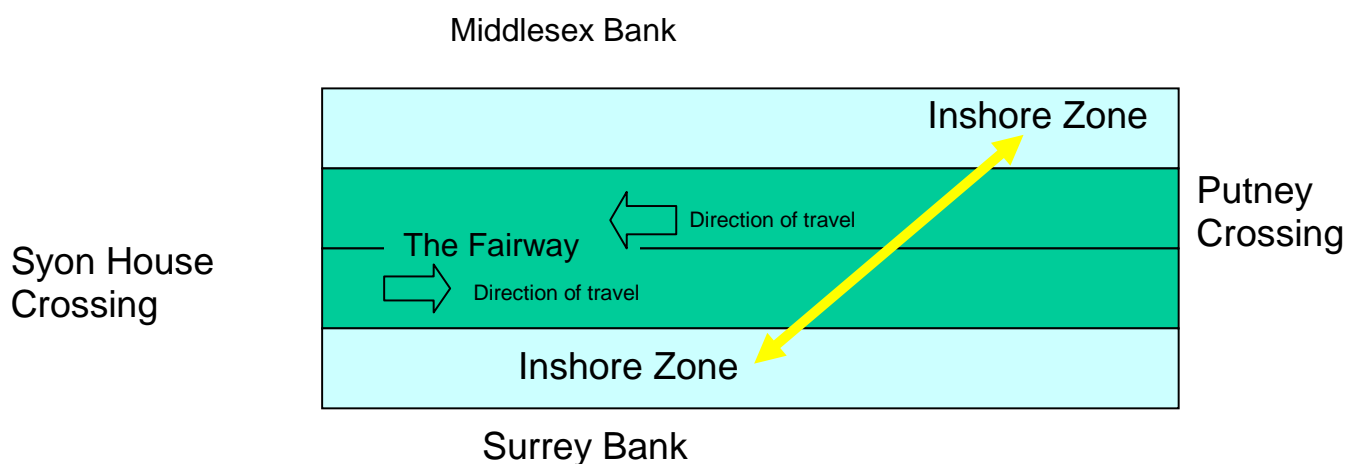 Middlesex Bank
Inshore Zone
Putney
Crossing
Direction of travel
The Fairway
Syon House
Crossing
Direction of travel
Inshore Zone
Surrey Bank